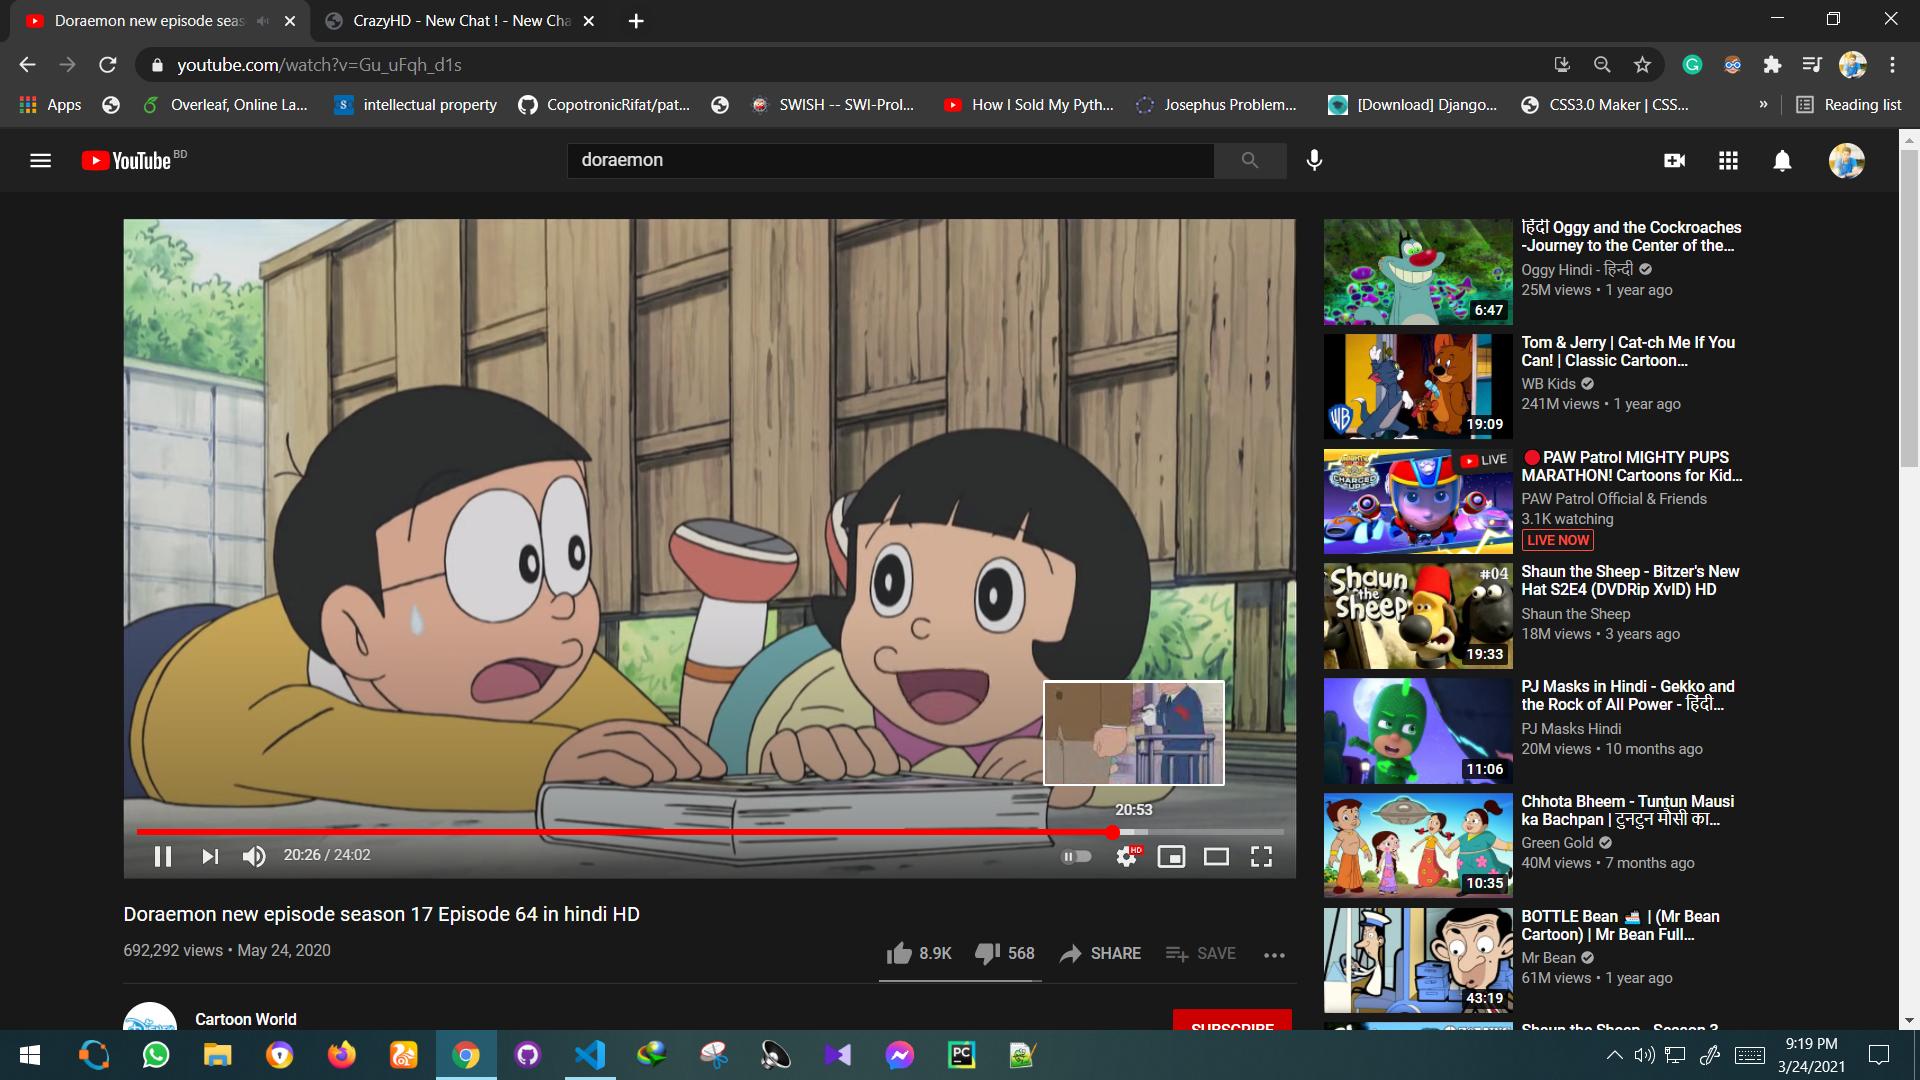 Doraemon new episode seas
CrazyHD - New Chat ! - New Cha
youtube.com/watch?v=Gu_uFqh_d1s
Apps
Overleaf, Online La...
intellectual property
CopotronicRifat/pat...
SWISH -- SWI-Prol...
How I Sold My Pyth...
Josephus Problem...
[Download] Django...
CSS3.0 Maker | CSS...
»
Reading list
YouTube BD
doraemon
20:53
20:26 / 24:02
HD
Doraemon new episode season 17 Episode 64 in hindi HD
692,292 views • May 24, 2020
8.9K
568
SHARE
SAVE
Cartoon World
SUBSCRIBE
6:47
हिंदी Oggy and the Cockroaches
-Journey to the Center of the...
Oggy Hindi - हिन्दी
25M views • 1 year ago
WB
19:09
Tom & Jerry | Cat-ch Me If You
Can! | Classic Cartoon...
WB Kids
241M views • 1 year ago
LIVE
CHARGED UP
PAW Patrol MIGHTY PUPS
MARATHON! Cartoons for Kid...
PAW Patrol Official & Friends
3.1K watching
LIVE NOW
Shaun
the
Sheep
#04
19:33
Shaun the Sheep - Bitzer's New
Hat S2E4 (DVDRip XvID) HD
Shaun the Sheep
18M views • 3 years ago
11:06
PJ Masks in Hindi - Gekko and
the Rock of All Power - हिंदी...
PJ Masks Hindi
20M views • 10 months ago
10:35
Chhota Bheem - Tuntun Mausi
ka Bachpan | टुनटुन मौसी का...
Green Gold
40M views • 7 months ago
43:19
BOTTLE Bean 🚢 | (Mr Bean
Cartoon) | Mr Bean Full...
Mr Bean
61M views • 1 year ago
Shaun the Sheep - Season 3
PC
9:19 PM
3/24/2021